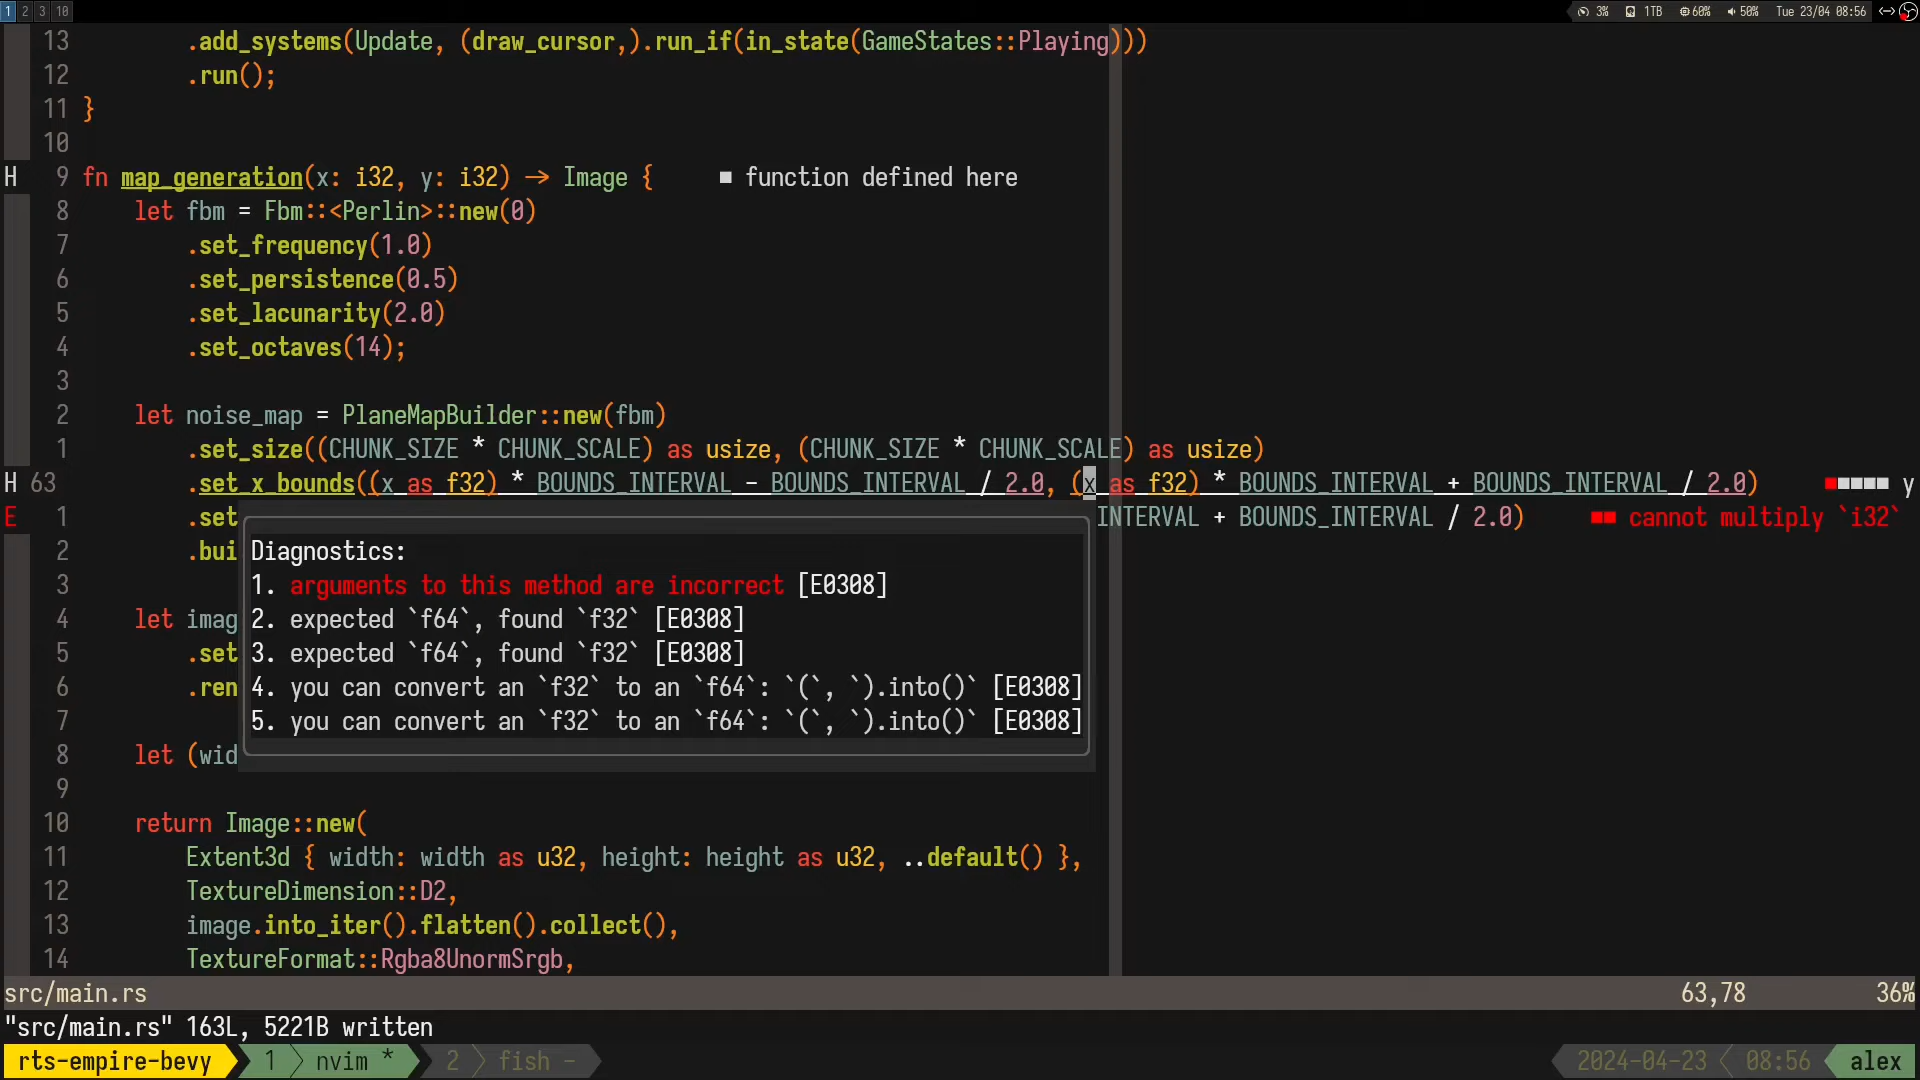 1 2 3 10 3% 1TB 60% 50% Tue 23/04 08:56
13 .add_systems(Update, (draw_cursor,).run_if(in_state(GameStates::Playing)))
12 .run();
11 }
10
H 9 fn map_generation(x: i32, y: i32) -> Image { ■ function defined here
8 let fbm = Fbm::<Perlin>::new(0)
7 .set_frequency(1.0)
6 .set_persistence(0.5)
5 .set_lacunarity(2.0)
4 .set_octaves(14);
3
2 let noise_map = PlaneMapBuilder::new(fbm)
1 .set_size((CHUNK_SIZE * CHUNK_SCALE) as usize, (CHUNK_SIZE * CHUNK_SCALE) as usize)
H 63 .set_x_bounds((x as f32) * BOUNDS_INTERVAL - BOUNDS_INTERVAL / 2.0, (x as f32) * BOUNDS_INTERVAL + BOUNDS_INTERVAL / 2.0) ■■■■■ y
E 1 .set INTERVAL + BOUNDS_INTERVAL / 2.0) ■■ cannot multiply `i32`
2 .bui
Diagnostics:
3 1. arguments to this method are incorrect [E0308]
4 let imag 2. expected `f64`, found `f32` [E0308]
5 .set 3. expected `f64`, found `f32` [E0308]
6 .ren 4. you can convert an `f32` to an `f64`: `(`, `).into()` [E0308]
7 5. you can convert an `f32` to an `f64`: `(`, `).into()` [E0308]
8 let (wid
9
10 return Image::new(
11 Extent3d { width: width as u32, height: height as u32, ..default() },
12 TextureDimension::D2,
13 image.into_iter().flatten().collect(),
14 TextureFormat::Rgba8UnormSrgb,
src/main.rs 63,78 36%
"src/main.rs" 163L, 5221B written
rts-empire-bevy 1 nvim * 2 fish - 2024-04-23 08:56 alex